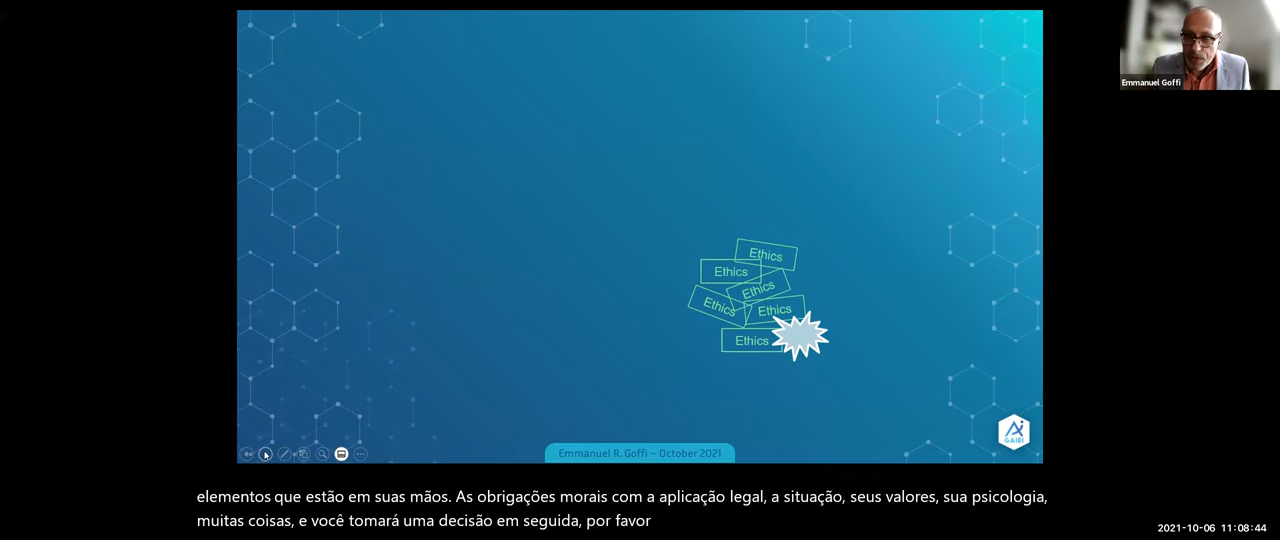 Emmanuel Goffi
Ethics
Ethics
Ethics
Ethics
Ethics
Ethics
AI
GAIEI
Emmanuel R. Goffi – October 2021
elementos que estão em suas mãos. As obrigações morais com a aplicação legal, a situação, seus valores, sua psicologia,
muitas coisas, e você tomará uma decisão em seguida, por favor
2021-10-06 11:08:44